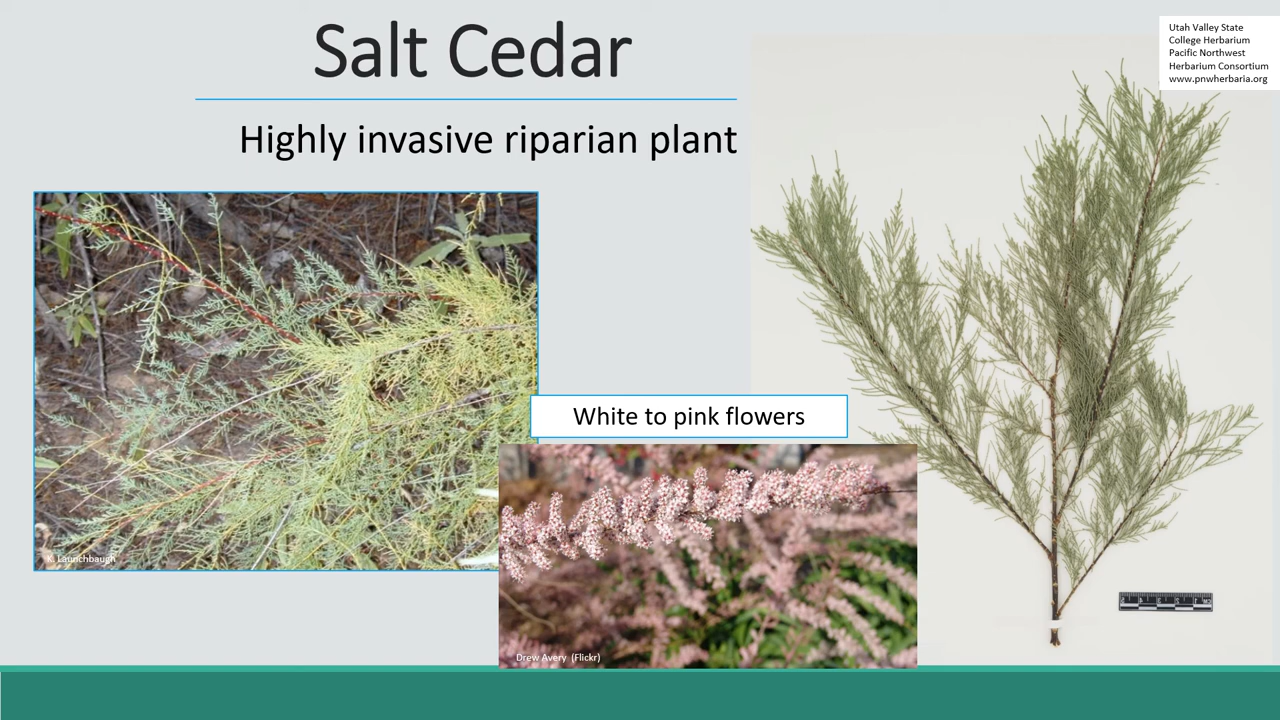 Salt Cedar
Utah Valley State
College Herbarium
Pacific Northwest
Herbarium Consortium
www.pnwherbaria.org
Highly invasive riparian plant
White to pink flowers
K. Launchbaugh
Drew Avery (Flickr)